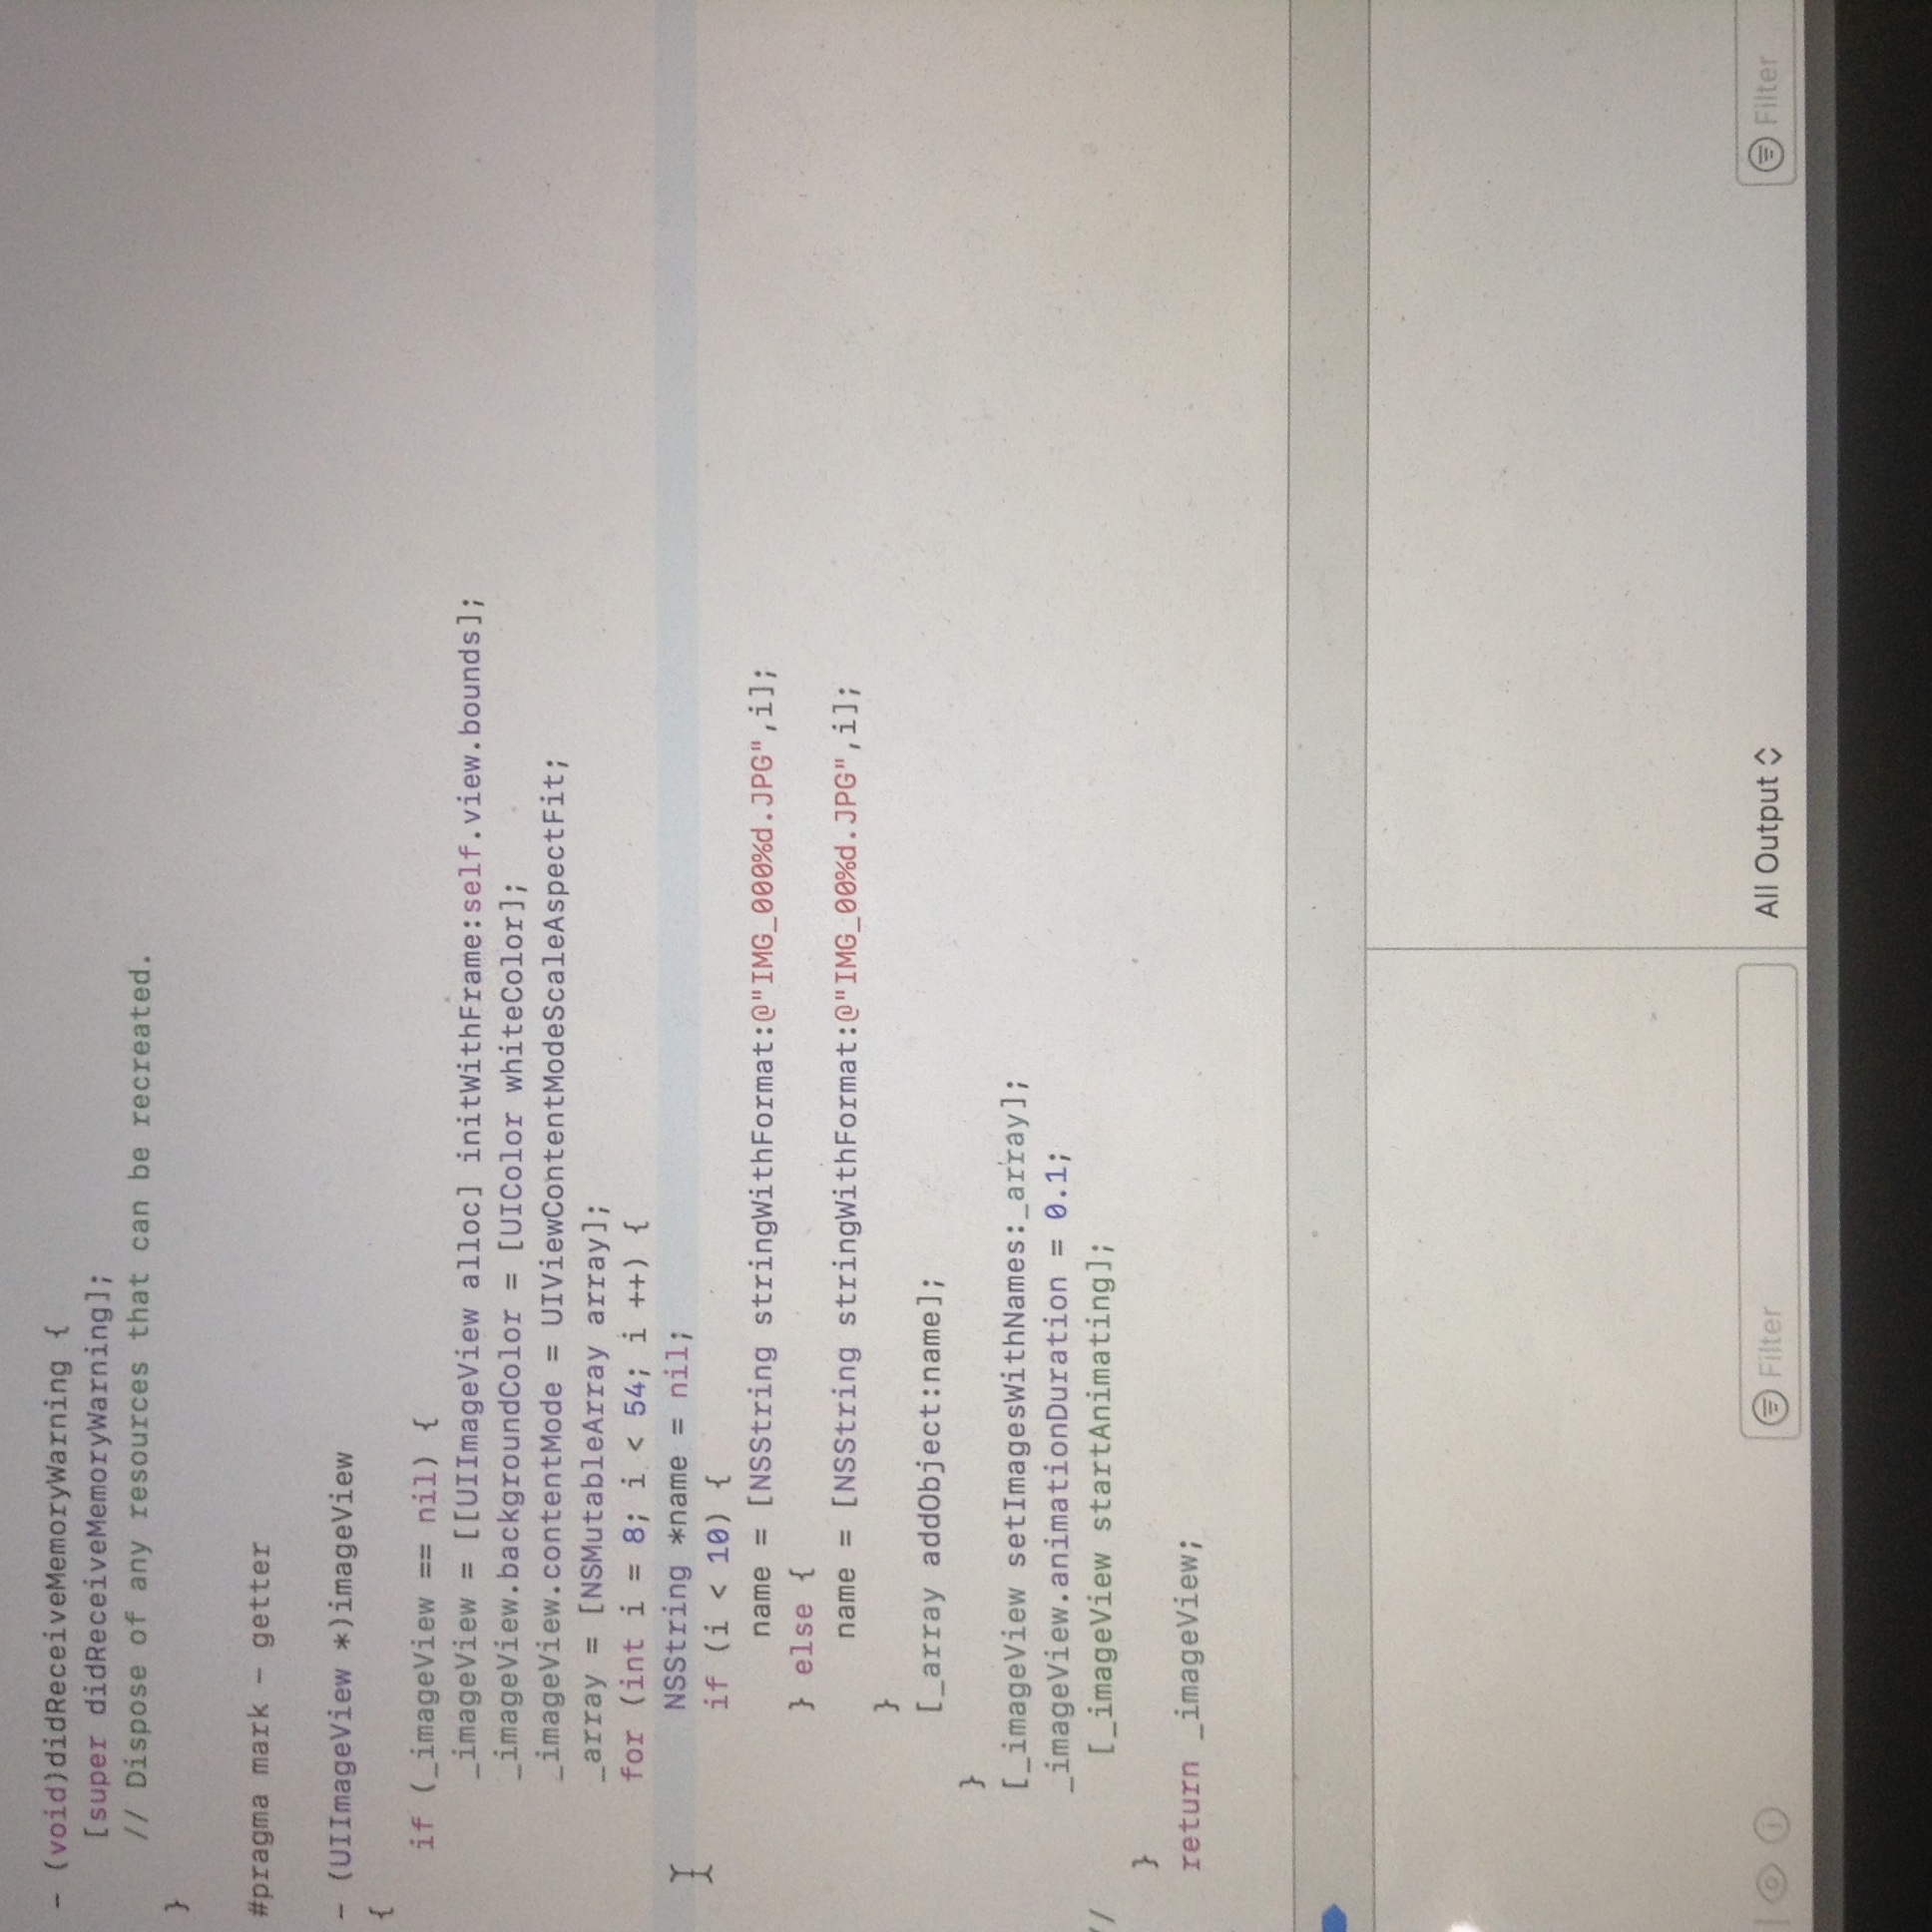 - (void)didReceiveMemoryWarning {
[super didReceiveMemoryWarning];
// Dispose of any resources that can be recreated.
}
#pragma mark - getter
- (UIImageView *)imageView
{
if (_imageView == nil) {
_imageView = [[UIImageView alloc] initWithFrame:self.view.bounds];
_imageView.backgroundColor = [UIColor whiteColor];
_imageView.contentMode = UIViewContentModeScaleAspectFit;
_array = [NSMutableArray array];
for (int i = 8; i < 54; i ++) {
NSString *name = nil;
if (i < 10) {
name = [NSString stringWithFormat:@"IMG_000%d.JPG",i];
} else {
name = [NSString stringWithFormat:@"IMG_00%d.JPG",i];
}
[_array addObject:name];
}
[_imageView setImagesWithNames:_array];
_imageView.animationDuration = 0.1;
// [_imageView startAnimating];
}
return _imageView;
Filter
All Output
Filter